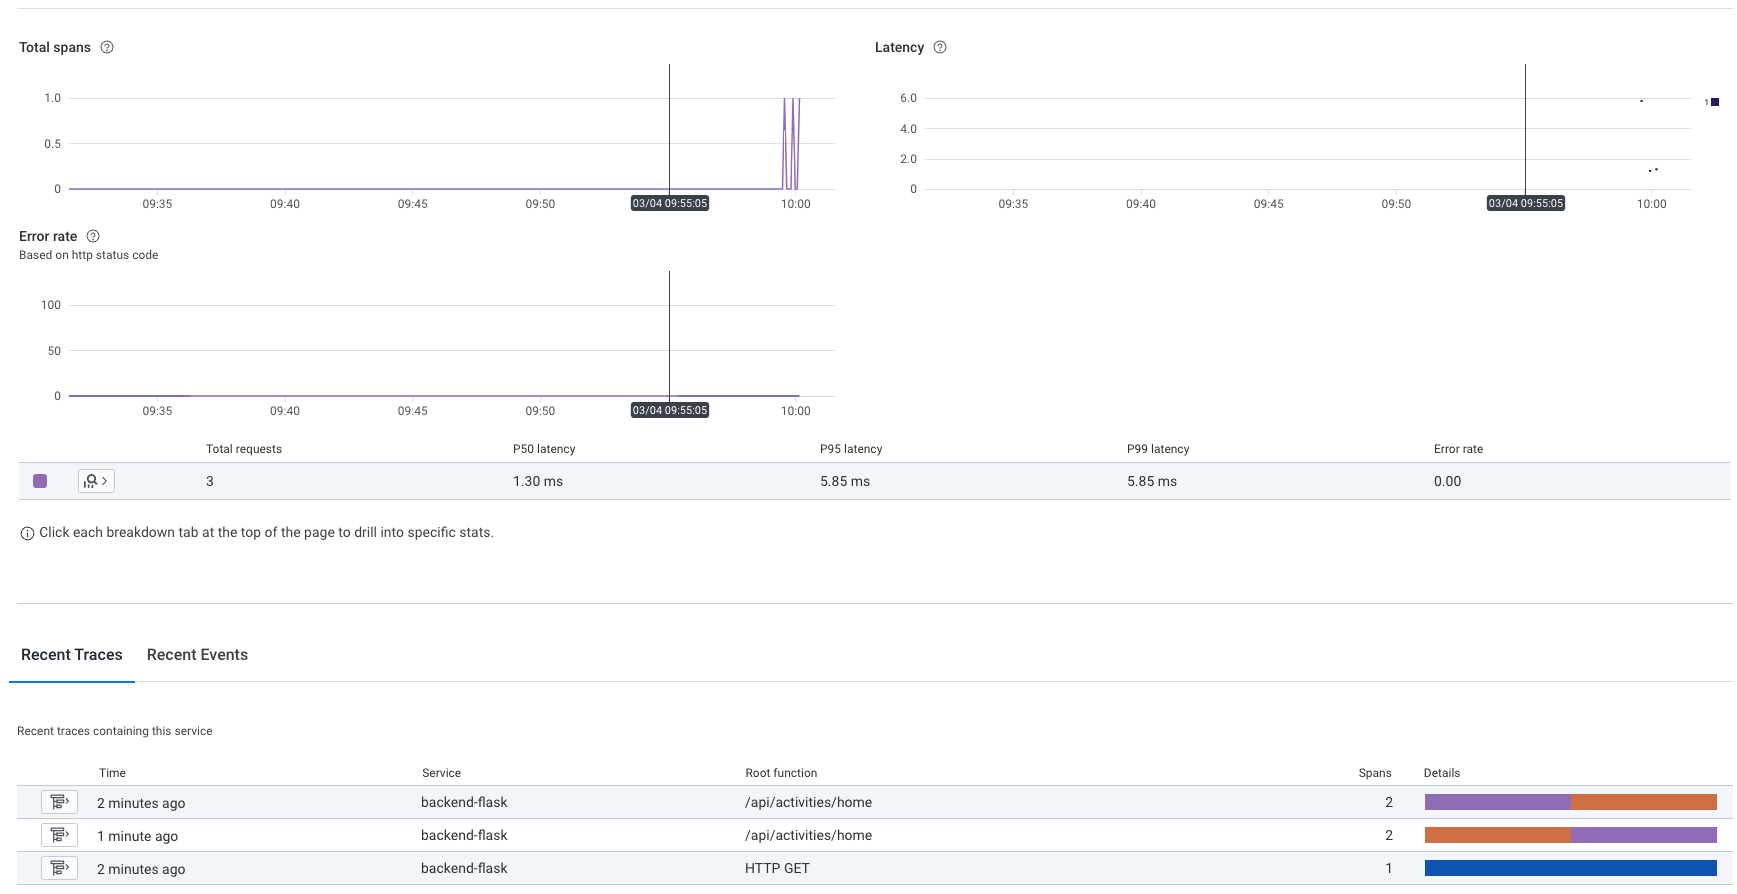 Total spans
1.0
0.5
0
09:35 09:40 09:45 09:50 03/04 09:55:05 10:00
Latency
6.0
4.0
2.0
0
1
09:35 09:40 09:45 09:50 03/04 09:55:05 10:00
Error rate
Based on http status code
100
50
0
09:35 09:40 09:45 09:50 03/04 09:55:05 10:00
Total requests P50 latency P95 latency P99 latency Error rate
3 1.30 ms 5.85 ms 5.85 ms 0.00
Click each breakdown tab at the top of the page to drill into specific stats.
Recent Traces Recent Events
Recent traces containing this service
Time Service Root function Spans Details
2 minutes ago backend-flask /api/activities/home 2
1 minute ago backend-flask /api/activities/home 2
2 minutes ago backend-flask HTTP GET 1